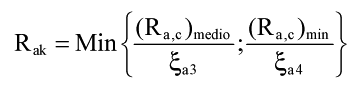 R_ak = Min { (R_a,c)_medio / ξ_a3 ; (R_a,c)_min / ξ_a4 }